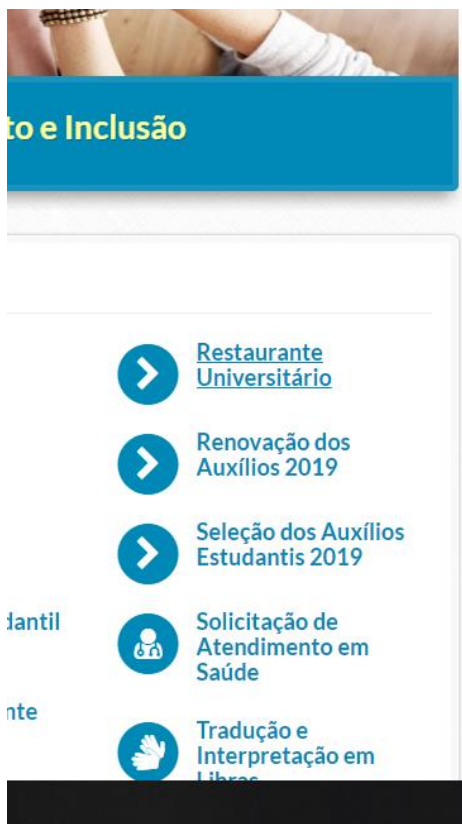 to e Inclusão
Restaurante
Universitário
Renovação dos
Auxílios 2019
Seleção dos Auxílios
Estudantis 2019
dantil
Solicitação de
Atendimento em
Saúde
nte
Tradução e
Interpretação em
Libras